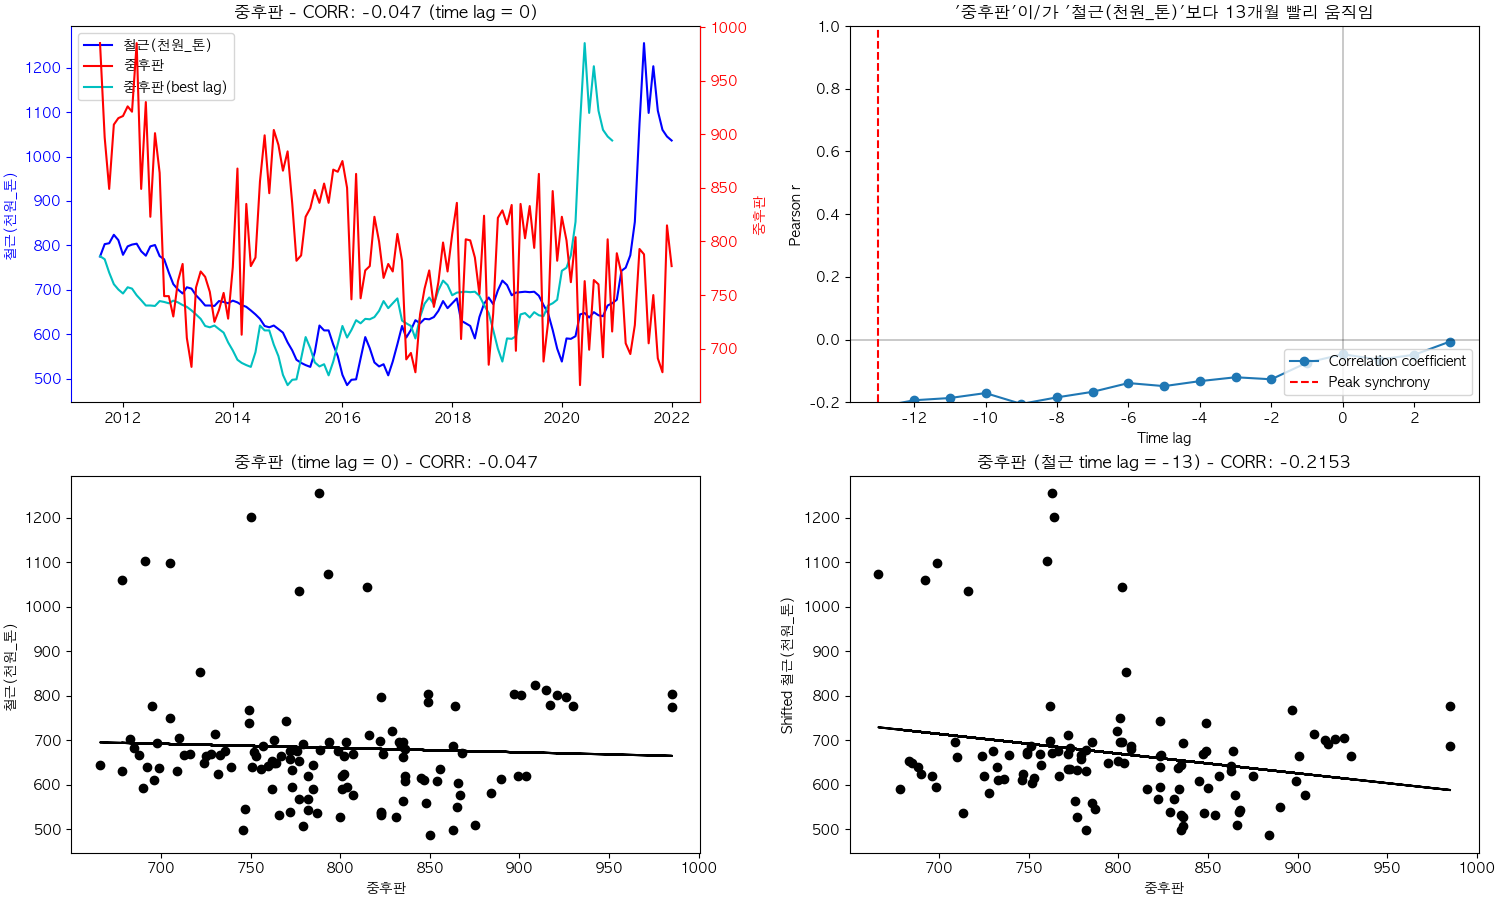 중후판 - CORR: -0.047 (time lag = 0)
철근(천원_톤)
중후판
중후판(best lag)
1200
1100
1000
900
800
700
600
500
철근(천원_톤)
1000
950
900
850
800
750
700
중후판
2012 2014 2016 2018 2020 2022
'중후판'이/가 '철근(천원_톤)'보다 13개월 빨리 움직임
1.0
0.8
0.6
0.4
0.2
0.0
-0.2
Pearson r
Correlation coefficient
Peak synchrony
-12 -10 -8 -6 -4 -2 0 2
Time lag
중후판 (time lag = 0) - CORR: -0.047
1200
1100
1000
900
800
700
600
500
철근(천원_톤)
700 750 800 850 900 950 1000
중후판
중후판 (철근 time lag = -13) - CORR: -0.2153
1200
1100
1000
900
800
700
600
500
Shifted 철근(천원_톤)
700 750 800 850 900 950 1000
중후판